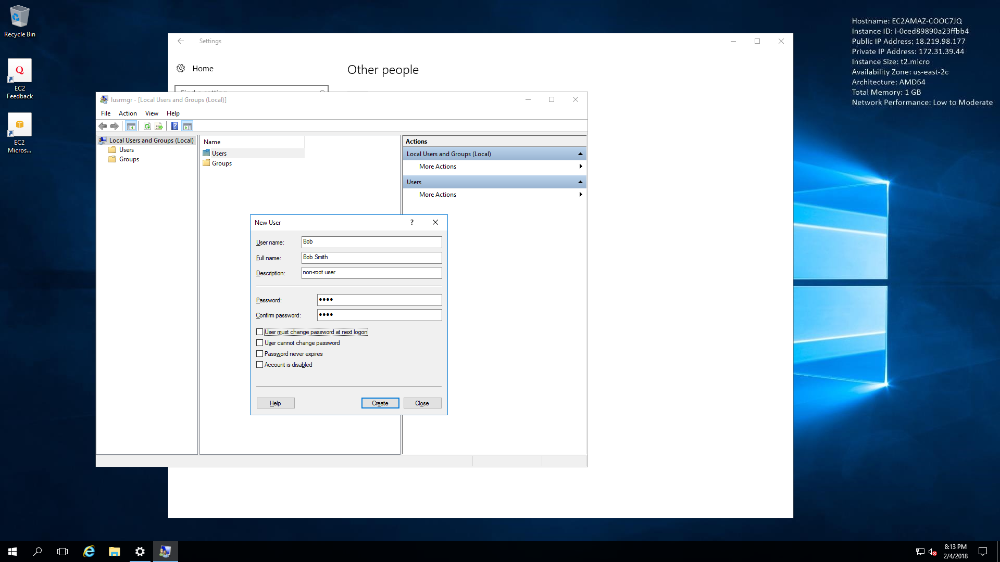 Recycle Bin
EC2
Feedback
EC2
Micros...
Hostname: EC2AMAZ-COOC7JQ
Instance ID: i-0ced89890a23ffbb4
Public IP Address: 18.219.98.177
Private IP Address: 172.31.39.44
Instance Size: t2.micro
Availability Zone: us-east-2c
Architecture: AMD64
Total Memory: 1 GB
Network Performance: Low to Moderate
Settings
Home
Other people
Find a setting
lusrmgr - [Local Users and Groups (Local)]
File Action View Help
Local Users and Groups (Local)
Users
Groups
Name
Users
Groups
Actions
Local Users and Groups (Local)
More Actions
Users
More Actions
New User
?
User name: Bob
Full name: Bob Smith
Description: non-root user
Password: ••••
Confirm password: ••••
User must change password at next logon
User cannot change password
Password never expires
Account is disabled
Help Create Close
8:13 PM
2/4/2018